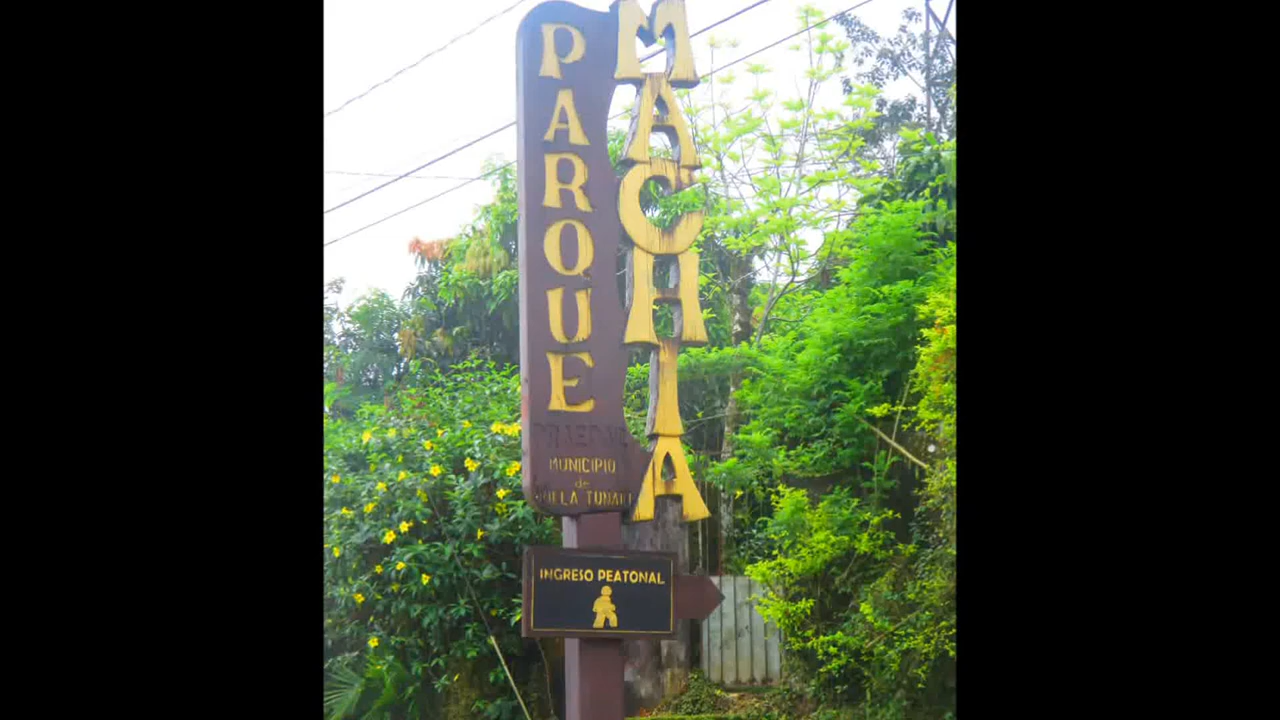 PARQUE
MACHIA
MUNICIPIO
de
VILLA TUNARI
INGRESO PEATONAL